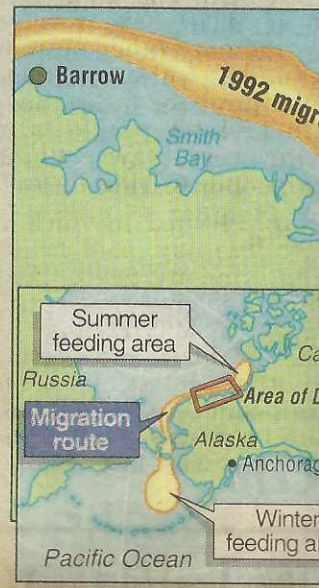 Barrow
1992 migr
Smith
Bay
Summer
feeding area
Ca
Russia
Area of D
Migration
route
Alaska
Anchorag
Winter
feeding a
Pacific Ocean